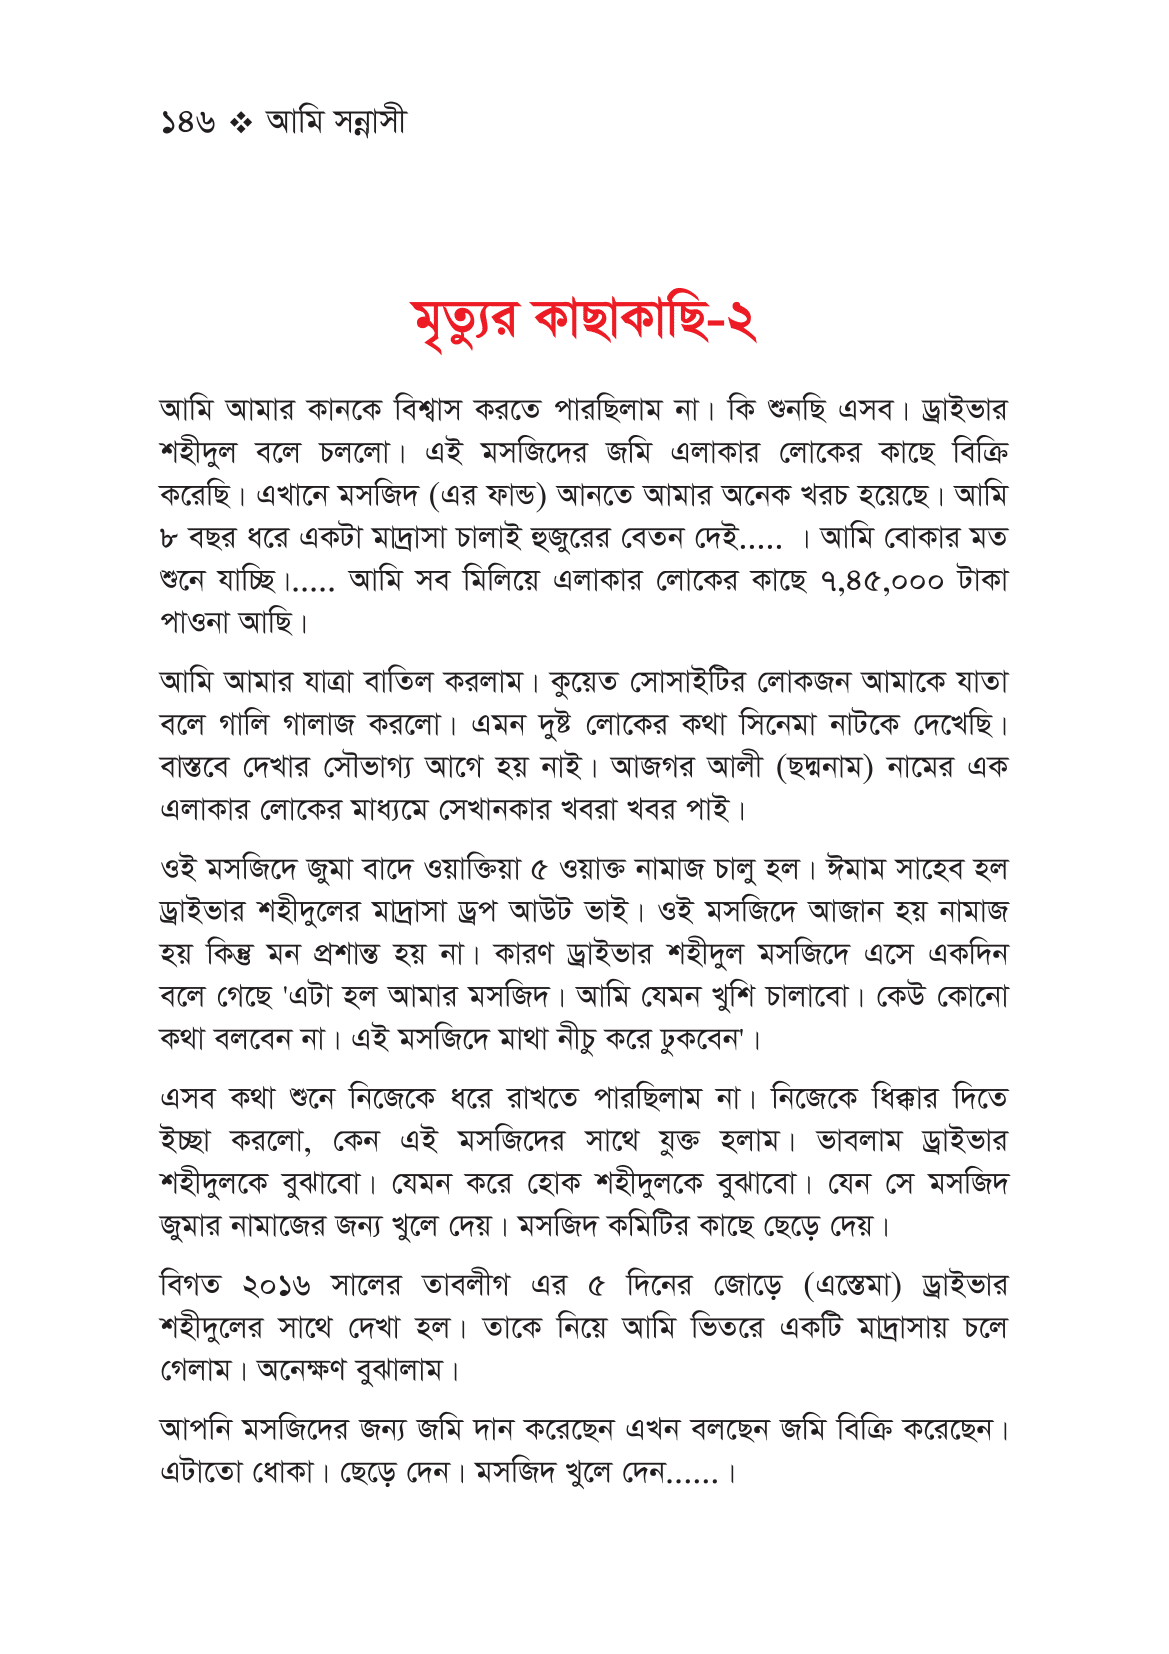 ১৪৬ ❖ আমি সন্নাসী
মৃত্যুর কাছাকাছি-২
আমি আমার কানকে বিশ্বাস করতে পারছিলাম না। কি শুনছি এসব। ড্রাইভার
শহীদুল বলে চললো। এই মসজিদের জমি এলাকার লোকের কাছে বিক্রি
করেছি। এখানে মসজিদ (এর ফান্ড) আনতে আমার অনেক খরচ হয়েছে। আমি
৮ বছর ধরে একটা মাদ্রাসা চালাই হুজুরের বেতন দেই..... । আমি বোকার মত
শুনে যাচ্ছি।..... আমি সব মিলিয়ে এলাকার লোকের কাছে ৭,৪৫,০০০ টাকা
পাওনা আছি।
আমি আমার যাত্রা বাতিল করলাম। কুয়েত সোসাইটির লোকজন আমাকে যাতা
বলে গালি গালাজ করলো। এমন দুষ্ট লোকের কথা সিনেমা নাটকে দেখেছি।
বাস্তবে দেখার সৌভাগ্য আগে হয় নাই। আজগর আলী (ছদ্মনাম) নামের এক
এলাকার লোকের মাধ্যমে সেখানকার খবরা খবর পাই।
ওই মসজিদে জুমা বাদে ওয়াক্তিয়া ৫ ওয়াক্ত নামাজ চালু হল। ঈমাম সাহেব হল
ড্রাইভার শহীদুলের মাদ্রাসা ড্রপ আউট ভাই। ওই মসজিদে আজান হয় নামাজ
হয় কিন্তু মন প্রশান্ত হয় না। কারণ ড্রাইভার শহীদুল মসজিদে এসে একদিন
বলে গেছে 'এটা হল আমার মসজিদ। আমি যেমন খুশি চালাবো। কেউ কোনো
কথা বলবেন না। এই মসজিদে মাথা নীচু করে ঢুকবেন'।
এসব কথা শুনে নিজেকে ধরে রাখতে পারছিলাম না। নিজেকে ধিক্কার দিতে
ইচ্ছা করলো, কেন এই মসজিদের সাথে যুক্ত হলাম। ভাবলাম ড্রাইভার
শহীদুলকে বুঝাবো। যেমন করে হোক শহীদুলকে বুঝাবো। যেন সে মসজিদ
জুমার নামাজের জন্য খুলে দেয়। মসজিদ কমিটির কাছে ছেড়ে দেয়।
বিগত ২০১৬ সালের তাবলীগ এর ৫ দিনের জোড়ে (এস্তেমা) ড্রাইভার
শহীদুলের সাথে দেখা হল। তাকে নিয়ে আমি ভিতরে একটি মাদ্রাসায় চলে
গেলাম। অনেক্ষণ বুঝালাম।
আপনি মসজিদের জন্য জমি দান করেছেন এখন বলছেন জমি বিক্রি করেছেন।
এটাতো ধোকা। ছেড়ে দেন। মসজিদ খুলে দেন......।